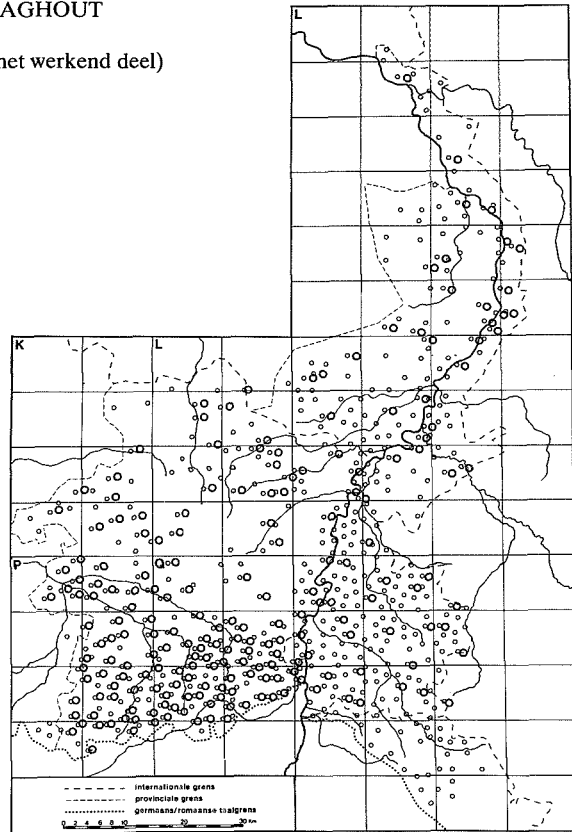 AGHOUT
net werkend deel)
L
K
L
P
Q
internationale grens
provinciale grens
germaans/romaanse taalgrens
0 2 4 6 8 10 20 30 Km